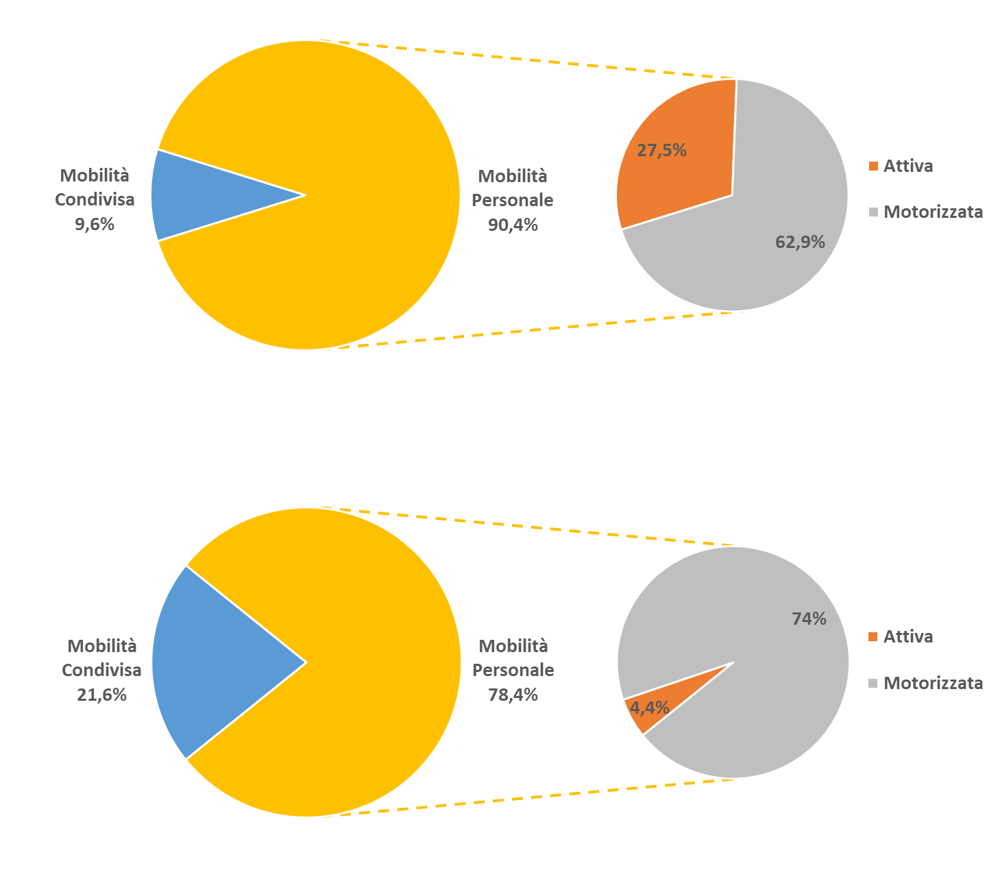 Mobilità
Condivisa
9,6%
Mobilità
Personale
90,4%
27,5%
62,9%
Attiva
Motorizzata
Mobilità
Condivisa
21,6%
Mobilità
Personale
78,4%
74%
4,4%
Attiva
Motorizzata